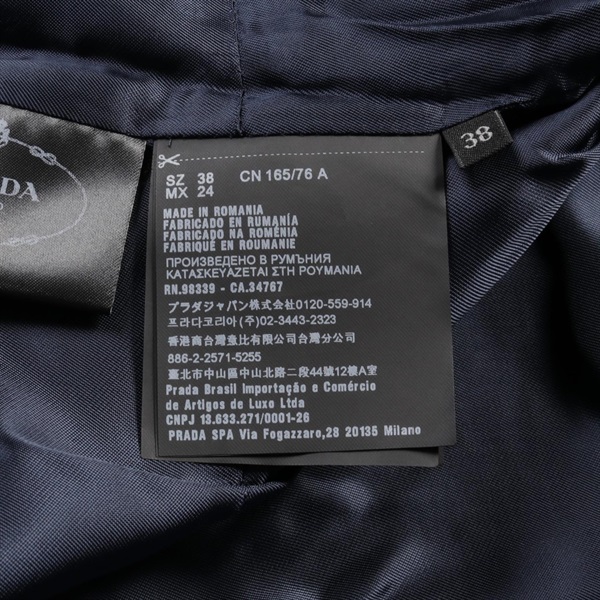 ADA
38
SZ 38 CN 165/76 A
MX 24
MADE IN ROMANIA
FABRICADO EN RUMANÍA
FABRICADO NA ROMÊNIA
FABRIQUÉ EN ROUMANIE
ПРОИЗВЕДЕНО В РУМЪНИЯ
ΚΑΤΑΣΚΕΥΑΖΕΤΑΙ ΣΤΗ ΡΟΥΜΑΝΙΑ
RN.98339 - CA.34767
プラダジャパン株式会社0120-559-914
프라다코리아 (주)02-3443-2323
香港商台灣童比有限公司台灣分公司
886-2-2571-5255
臺北市中山區中山北路二段44號12樓A室
Prada Brasil Importação e Comércio
de Artigos de Luxo Ltda
CNPJ 13.633.271/0001-26
PRADA SPA Via Fogazzaro,28 20135 Milano